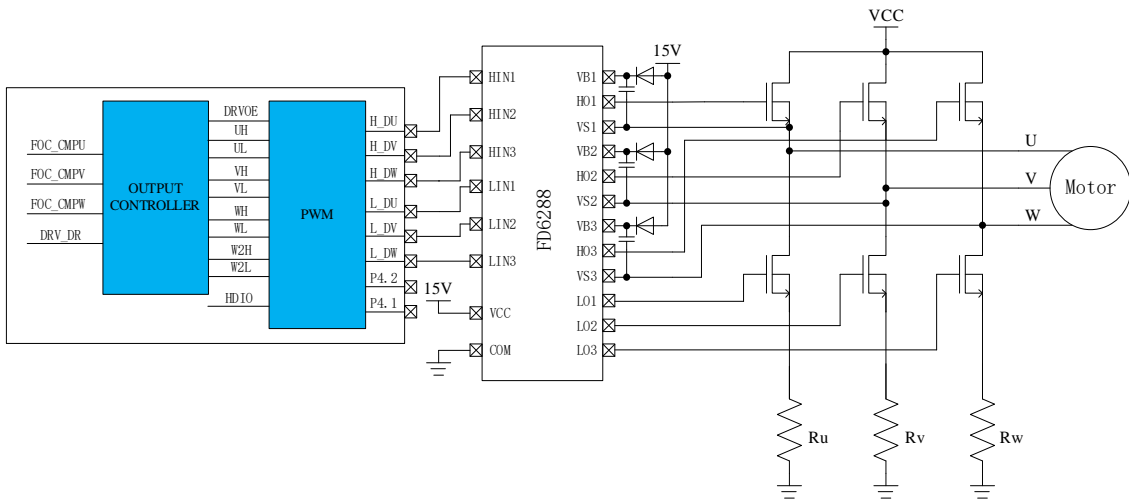 FOC_CMPU
FOC_CMPV
FOC_CMPW
DRV_DR
OUTPUT
CONTROLLER
DRVOE
UH
UL
VH
VL
WH
WL
W2H
W2L
HDIO
PWM
H_DU
H_DV
H_DW
L_DU
L_DV
L_DW
P4.2
P4.1
15V
HIN1
HIN2
HIN3
LIN1
LIN2
LIN3
VCC
COM
FD6288
VB1
HO1
VS1
VB2
HO2
VS2
VB3
HO3
VS3
LO1
LO2
LO3
15V
VCC
U
V
W
Motor
Ru
Rv
Rw